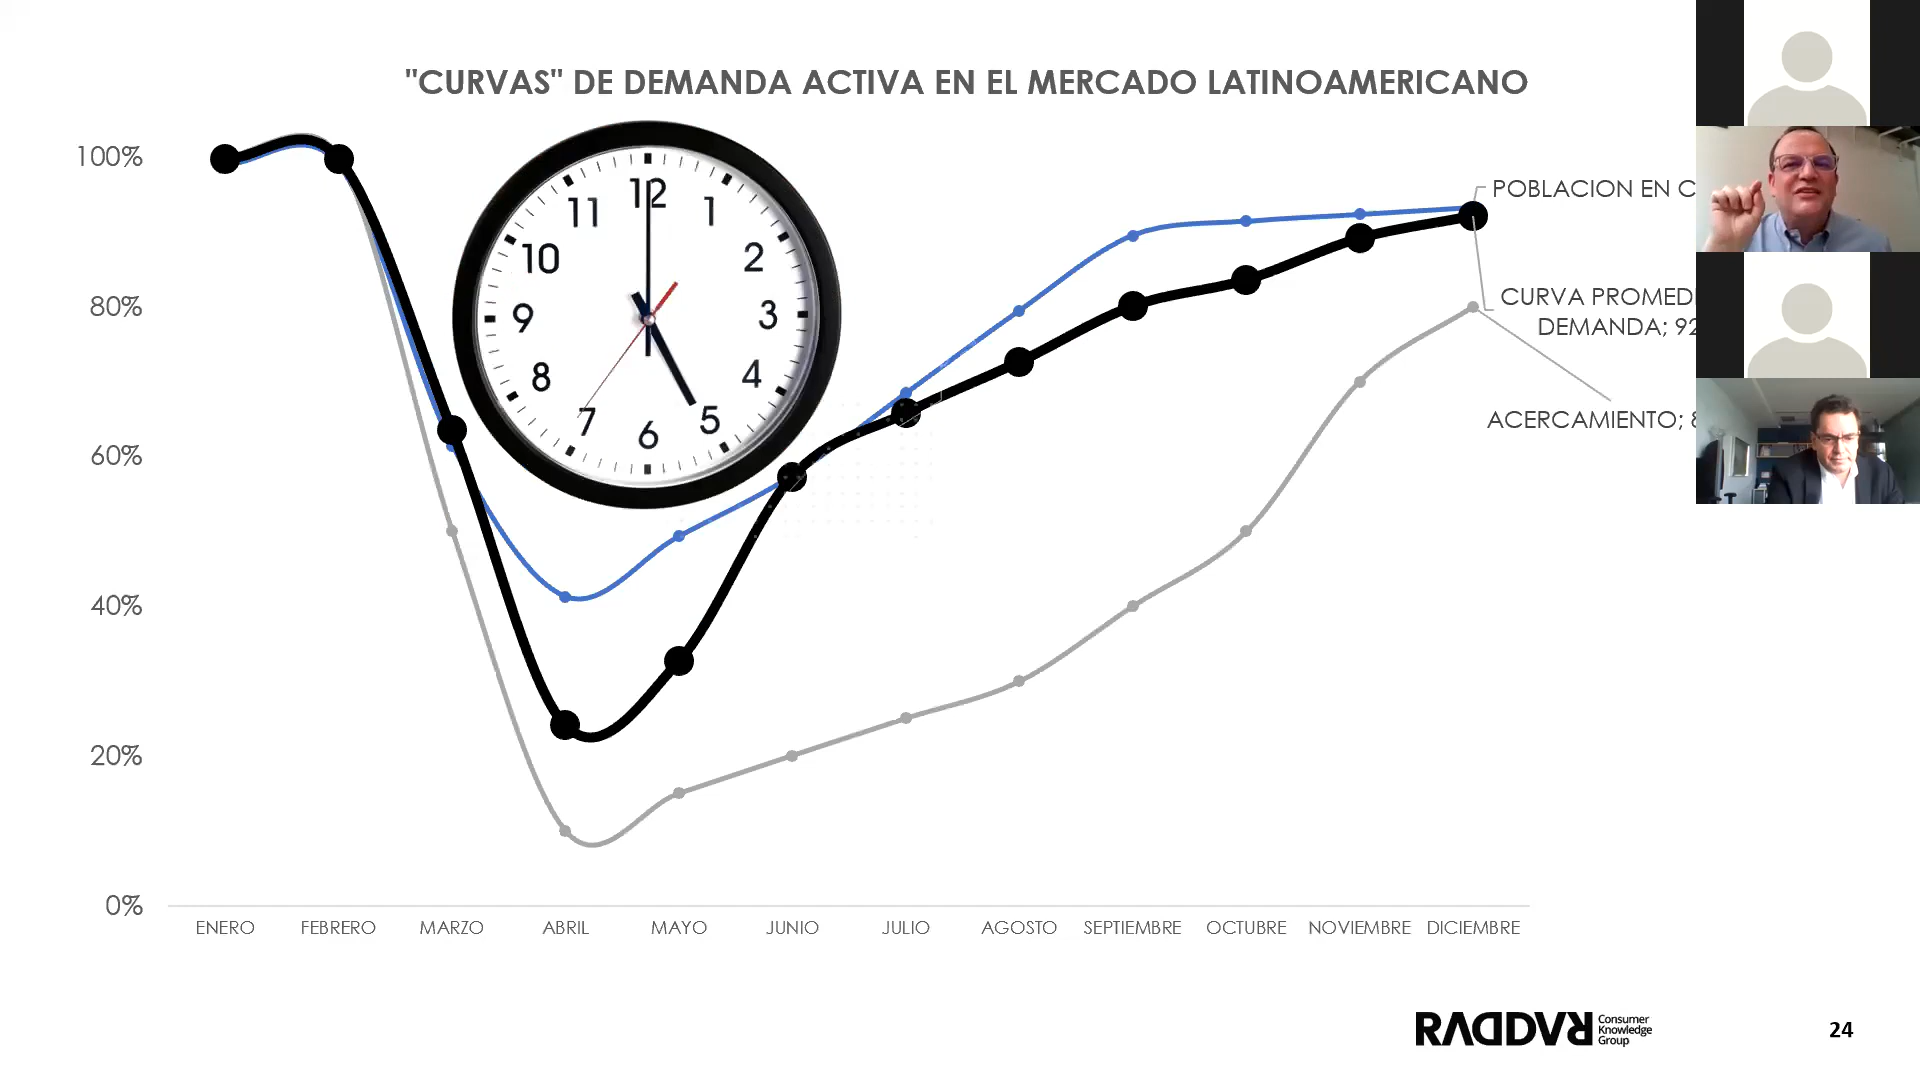 "CURVAS" DE DEMANDA ACTIVA EN EL MERCADO LATINOAMERICANO
100%
80%
60%
40%
20%
0%
12
1
2
3
4
5
6
7
8
9
10
11
POBLACION EN C
CURVA PROMEDI
DEMANDA; 92
ACERCAMIENTO; 8
ENERO FEBRERO MARZO ABRIL MAYO JUNIO JULIO AGOSTO SEPTIEMBRE OCTUBRE NOVIEMBRE DICIEMBRE
RADDAR
Consumer
Knowledge
Group
24